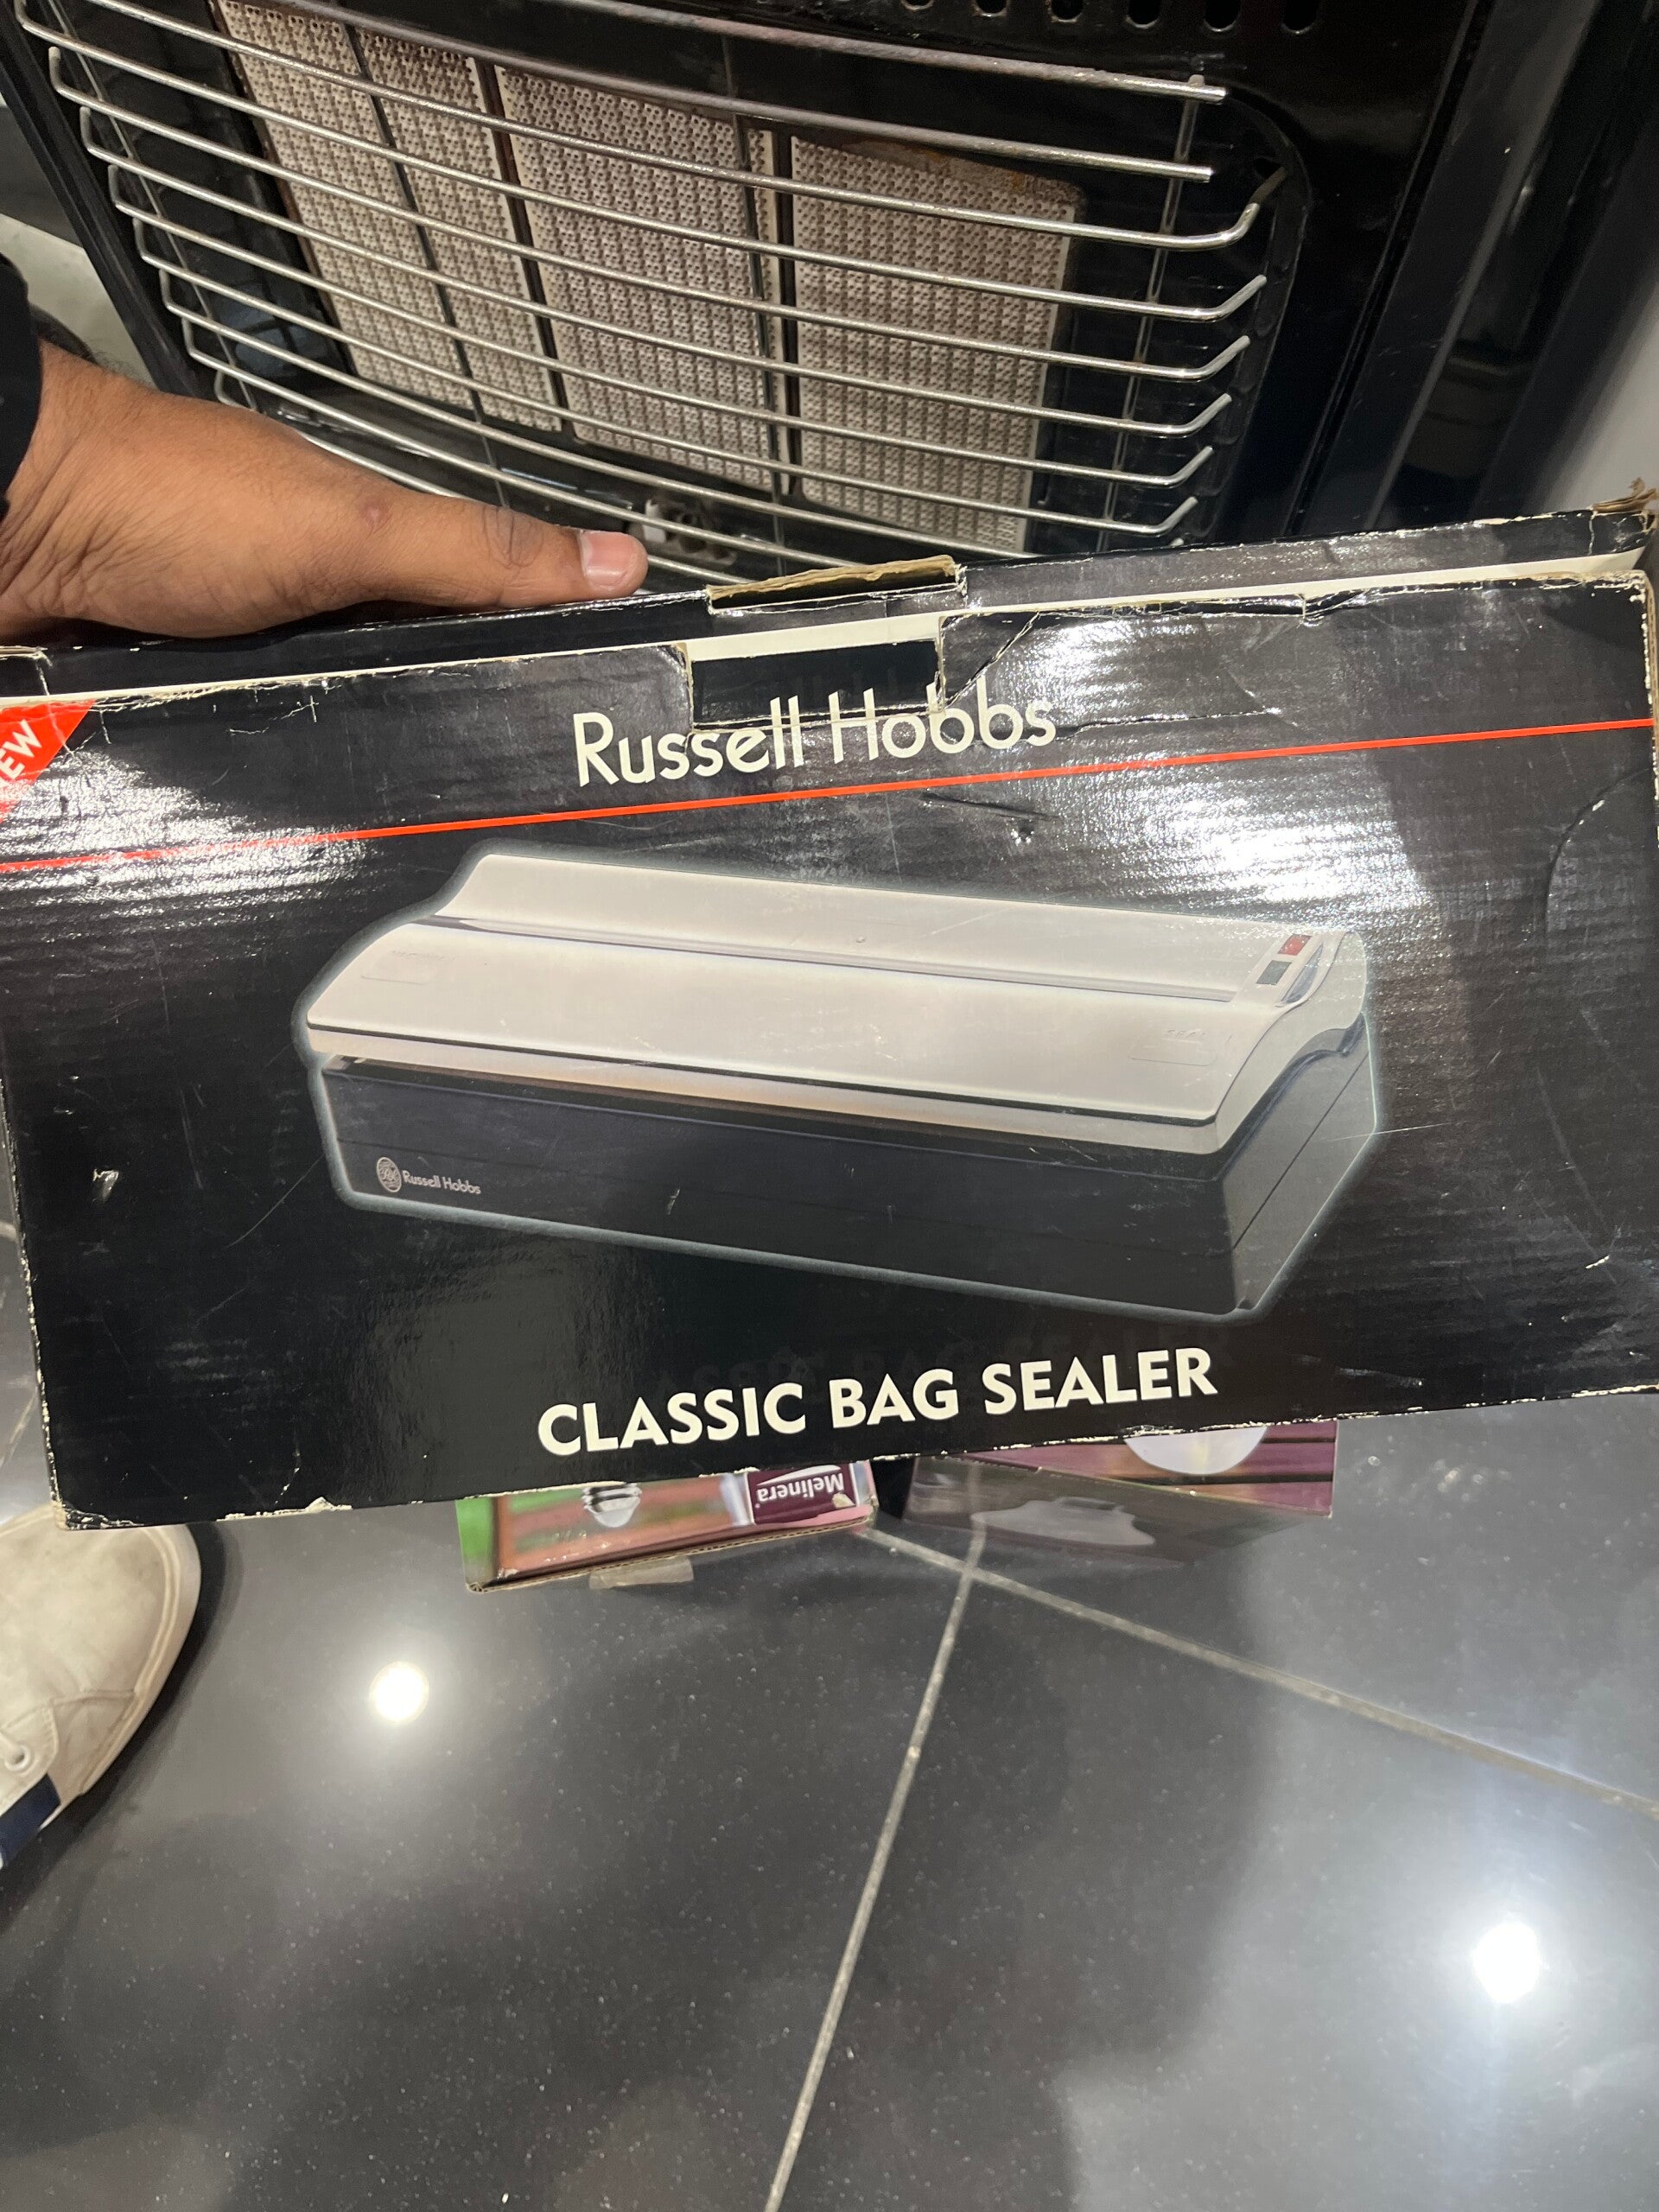 EW
Russell Hobbs
Russell Hobbs
CLASSIC BAG SEALER
Melinera